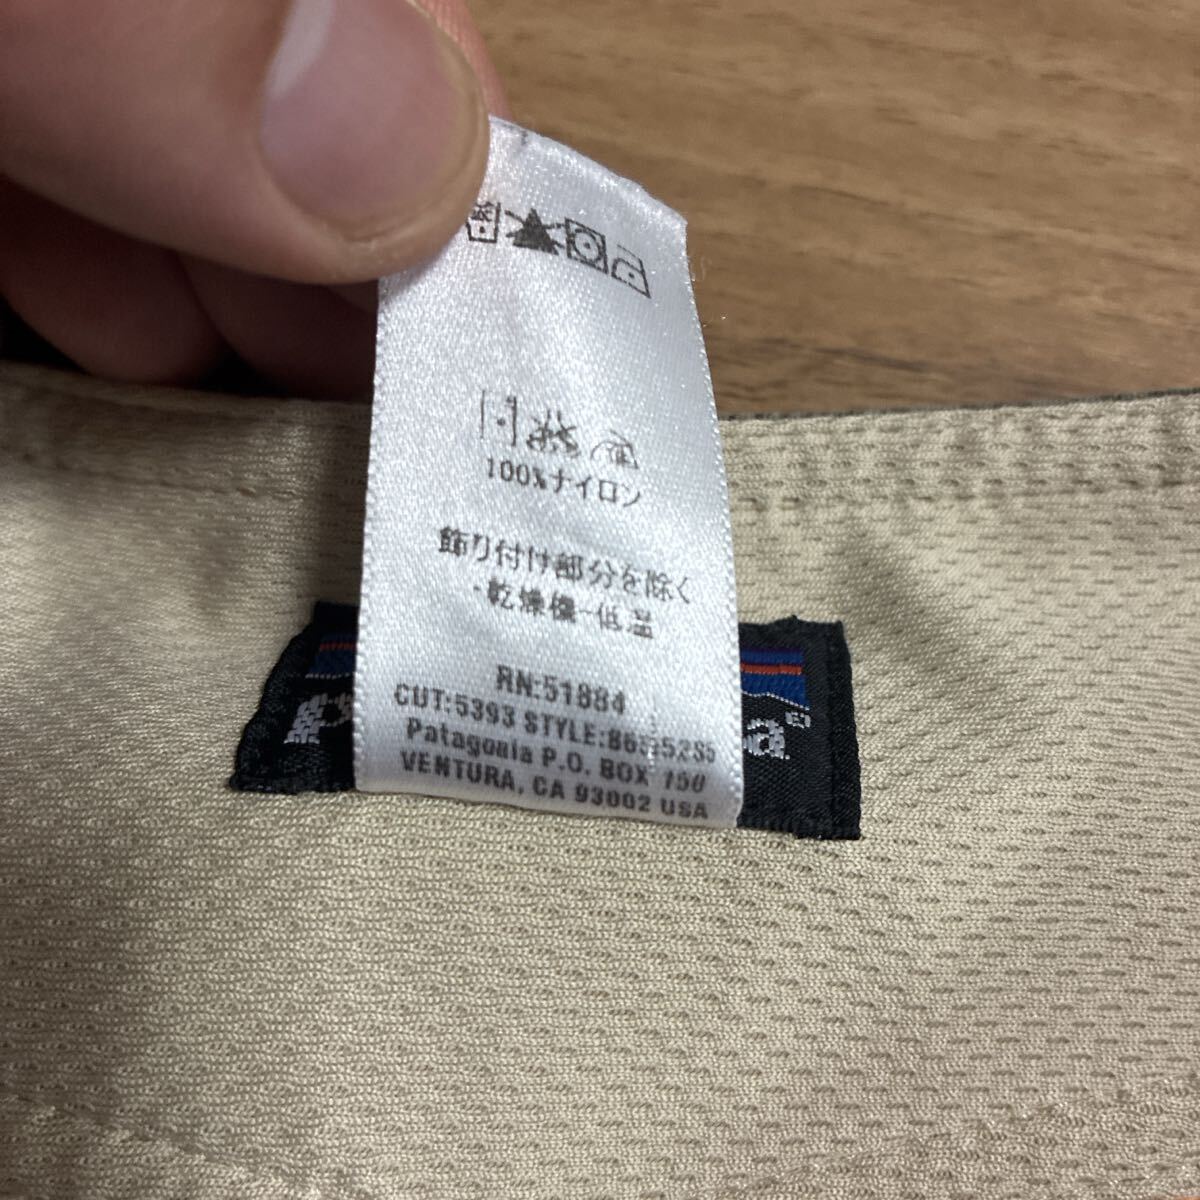 100%ナイロン
飾り付け部分を除く
・乾燥機-低温
RN:51884
CUT:5393 STYLE:
Patagonia P.O. BOX 150
VENTURA, CA 93002 USA